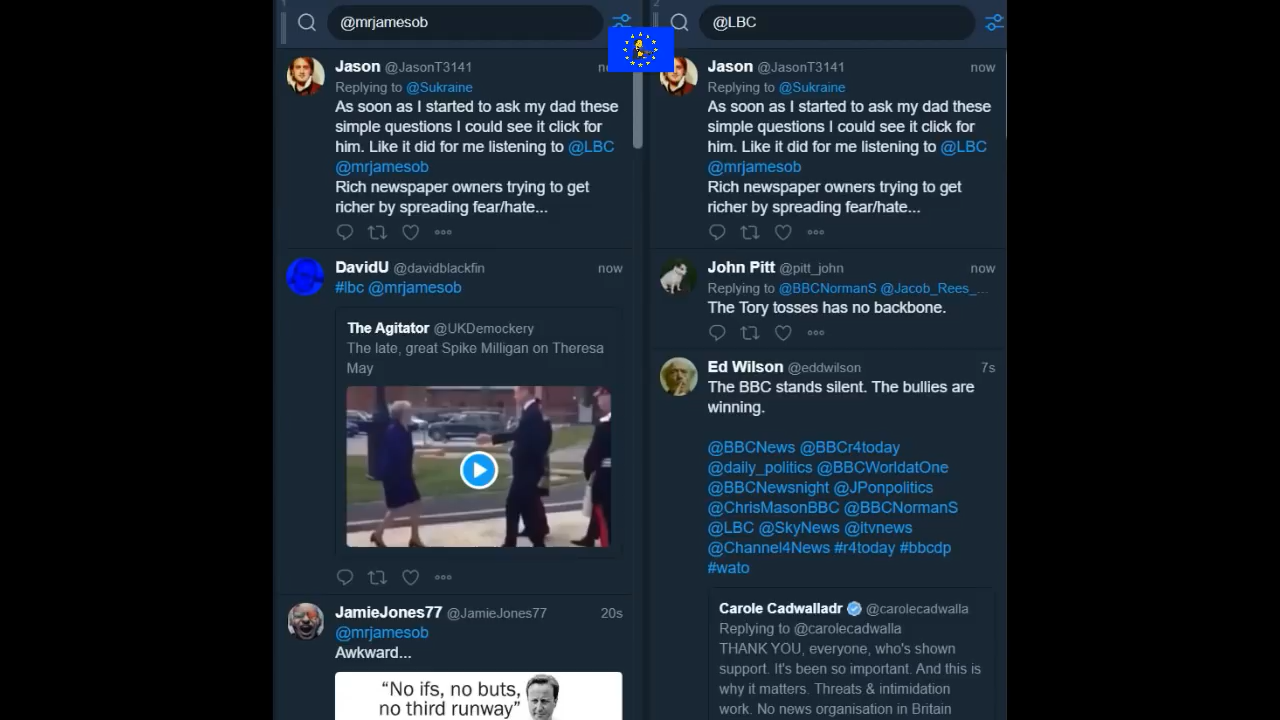 1
@mrjamesob
Jason @JasonT3141
Replying to @Sukraine
As soon as I started to ask my dad these
simple questions I could see it click for
him. Like it did for me listening to @LBC
@mrjamesob
Rich newspaper owners trying to get
richer by spreading fear/hate...
DavidU @davidblackfin now
#lbc @mrjamesob
The Agitator @UKDemockery
The late, great Spike Milligan on Theresa
May
JamieJones77 @JamieJones77 20s
@mrjamesob
Awkward...
“No ifs, no buts,
no third runway”
2
@LBC
Jason @JasonT3141 now
Replying to @Sukraine
As soon as I started to ask my dad these
simple questions I could see it click for
him. Like it did for me listening to @LBC
@mrjamesob
Rich newspaper owners trying to get
richer by spreading fear/hate...
John Pitt @pitt_john now
Replying to @BBCNormanS @Jacob_Rees_...
The Tory tosses has no backbone.
Ed Wilson @eddwilson 7s
The BBC stands silent. The bullies are
winning.
@BBCNews @BBCr4today
@daily_politics @BBCWorldatOne
@BBCNewsnight @JPonpolitics
@ChrisMasonBBC @BBCNormanS
@LBC @SkyNews @itvnews
@Channel4News #r4today #bbcdp
#wato
Carole Cadwalladr @carolecadwalla
Replying to @carolecadwalla
THANK YOU, everyone, who's shown
support. It's been so important. And this is
why it matters. Threats & intimidation
work. No news organisation in Britain